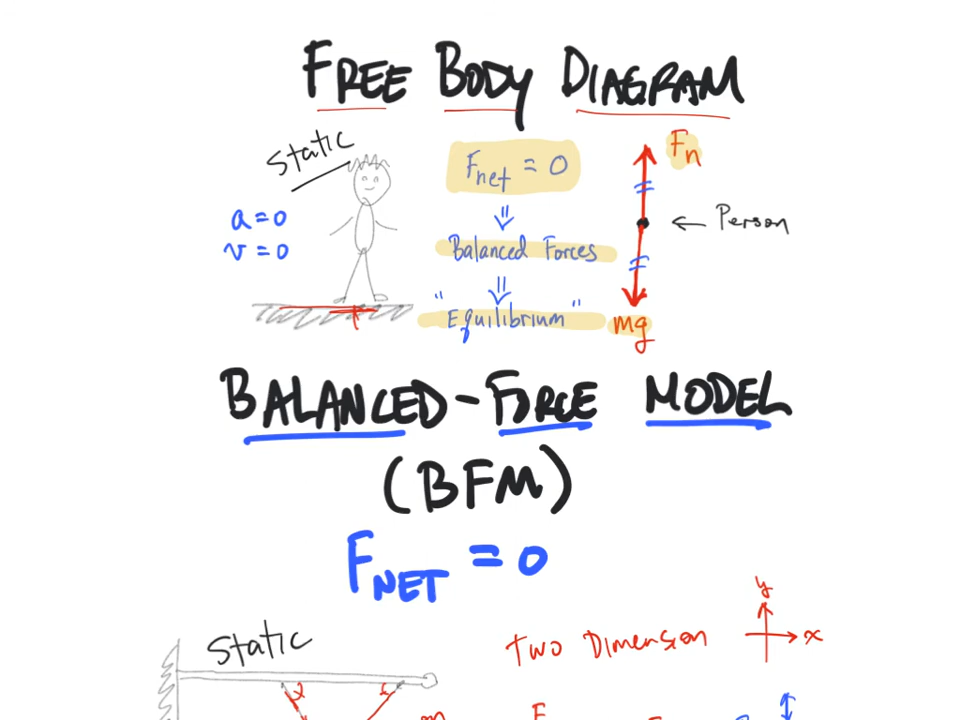 FREE BODY DIAGRAM
Static
a = 0
v = 0
Fnet = 0
Balanced Forces
"Equilibrium"
Fn
← Person
mg
BALANCED-FORCE MODEL
(BFM)
FNET = 0
Static
TWO Dimension
y
x